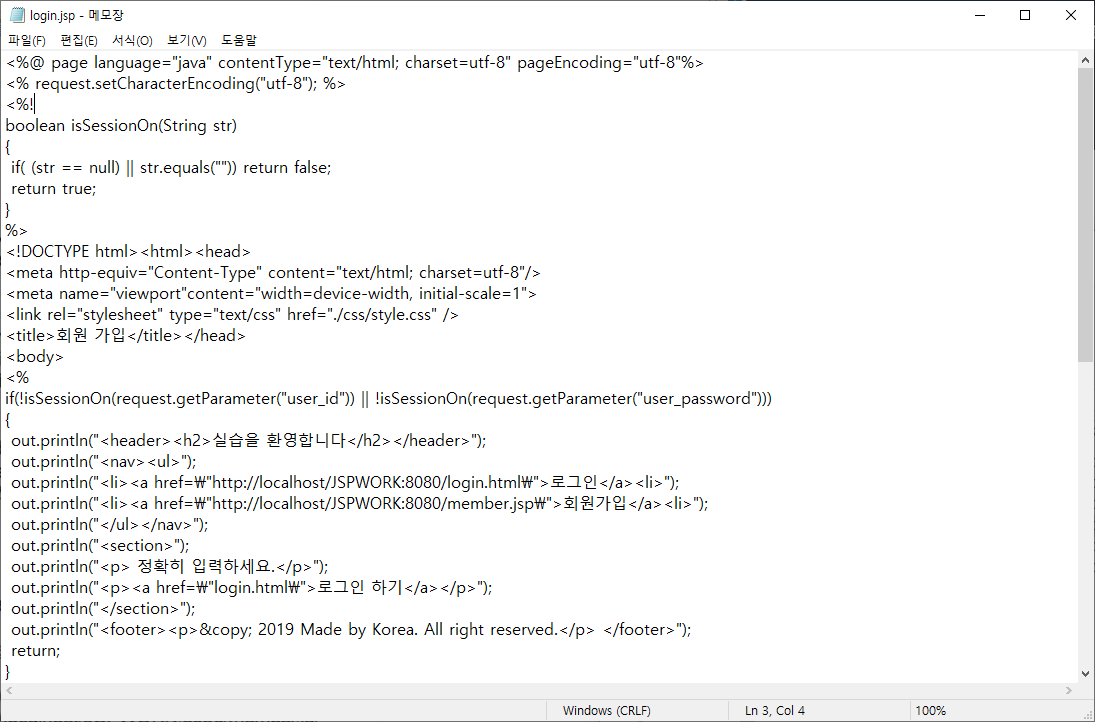 login.jsp - 메모장
파일(F) 편집(E) 서식(O) 보기(V) 도움말
<%@ page language="java" contentType="text/html; charset=utf-8" pageEncoding="utf-8"%>
<% request.setCharacterEncoding("utf-8"); %>
<%!
boolean isSessionOn(String str)
{
if( (str == null) || str.equals("")) return false;
return true;
}
%>
<!DOCTYPE html><html><head>
<meta http-equiv="Content-Type" content="text/html; charset=utf-8"/>
<meta name="viewport"content="width=device-width, initial-scale=1">
<link rel="stylesheet" type="text/css" href="./css/style.css" />
<title>회원 가입</title></head>
<body>
<%
if(!isSessionOn(request.getParameter("user_id")) || !isSessionOn(request.getParameter("user_password")))
{
out.println("<header><h2>실습을 환영합니다</h2></header>");
out.println("<nav><ul>");
out.println("<li><a href=₩"http://localhost/JSPWORK:8080/login.html₩">로그인</a><li>");
out.println("<li><a href=₩"http://localhost/JSPWORK:8080/member.jsp₩">회원가입</a><li>");
out.println("</ul></nav>");
out.println("<section>");
out.println("<p> 정확히 입력하세요.</p>");
out.println("<p><a href=₩"login.html₩">로그인 하기</a></p>");
out.println("</section>");
out.println("<footer><p>&copy; 2019 Made by Korea. All right reserved.</p> </footer>");
return;
}
Windows (CRLF) Ln 3, Col 4 100%